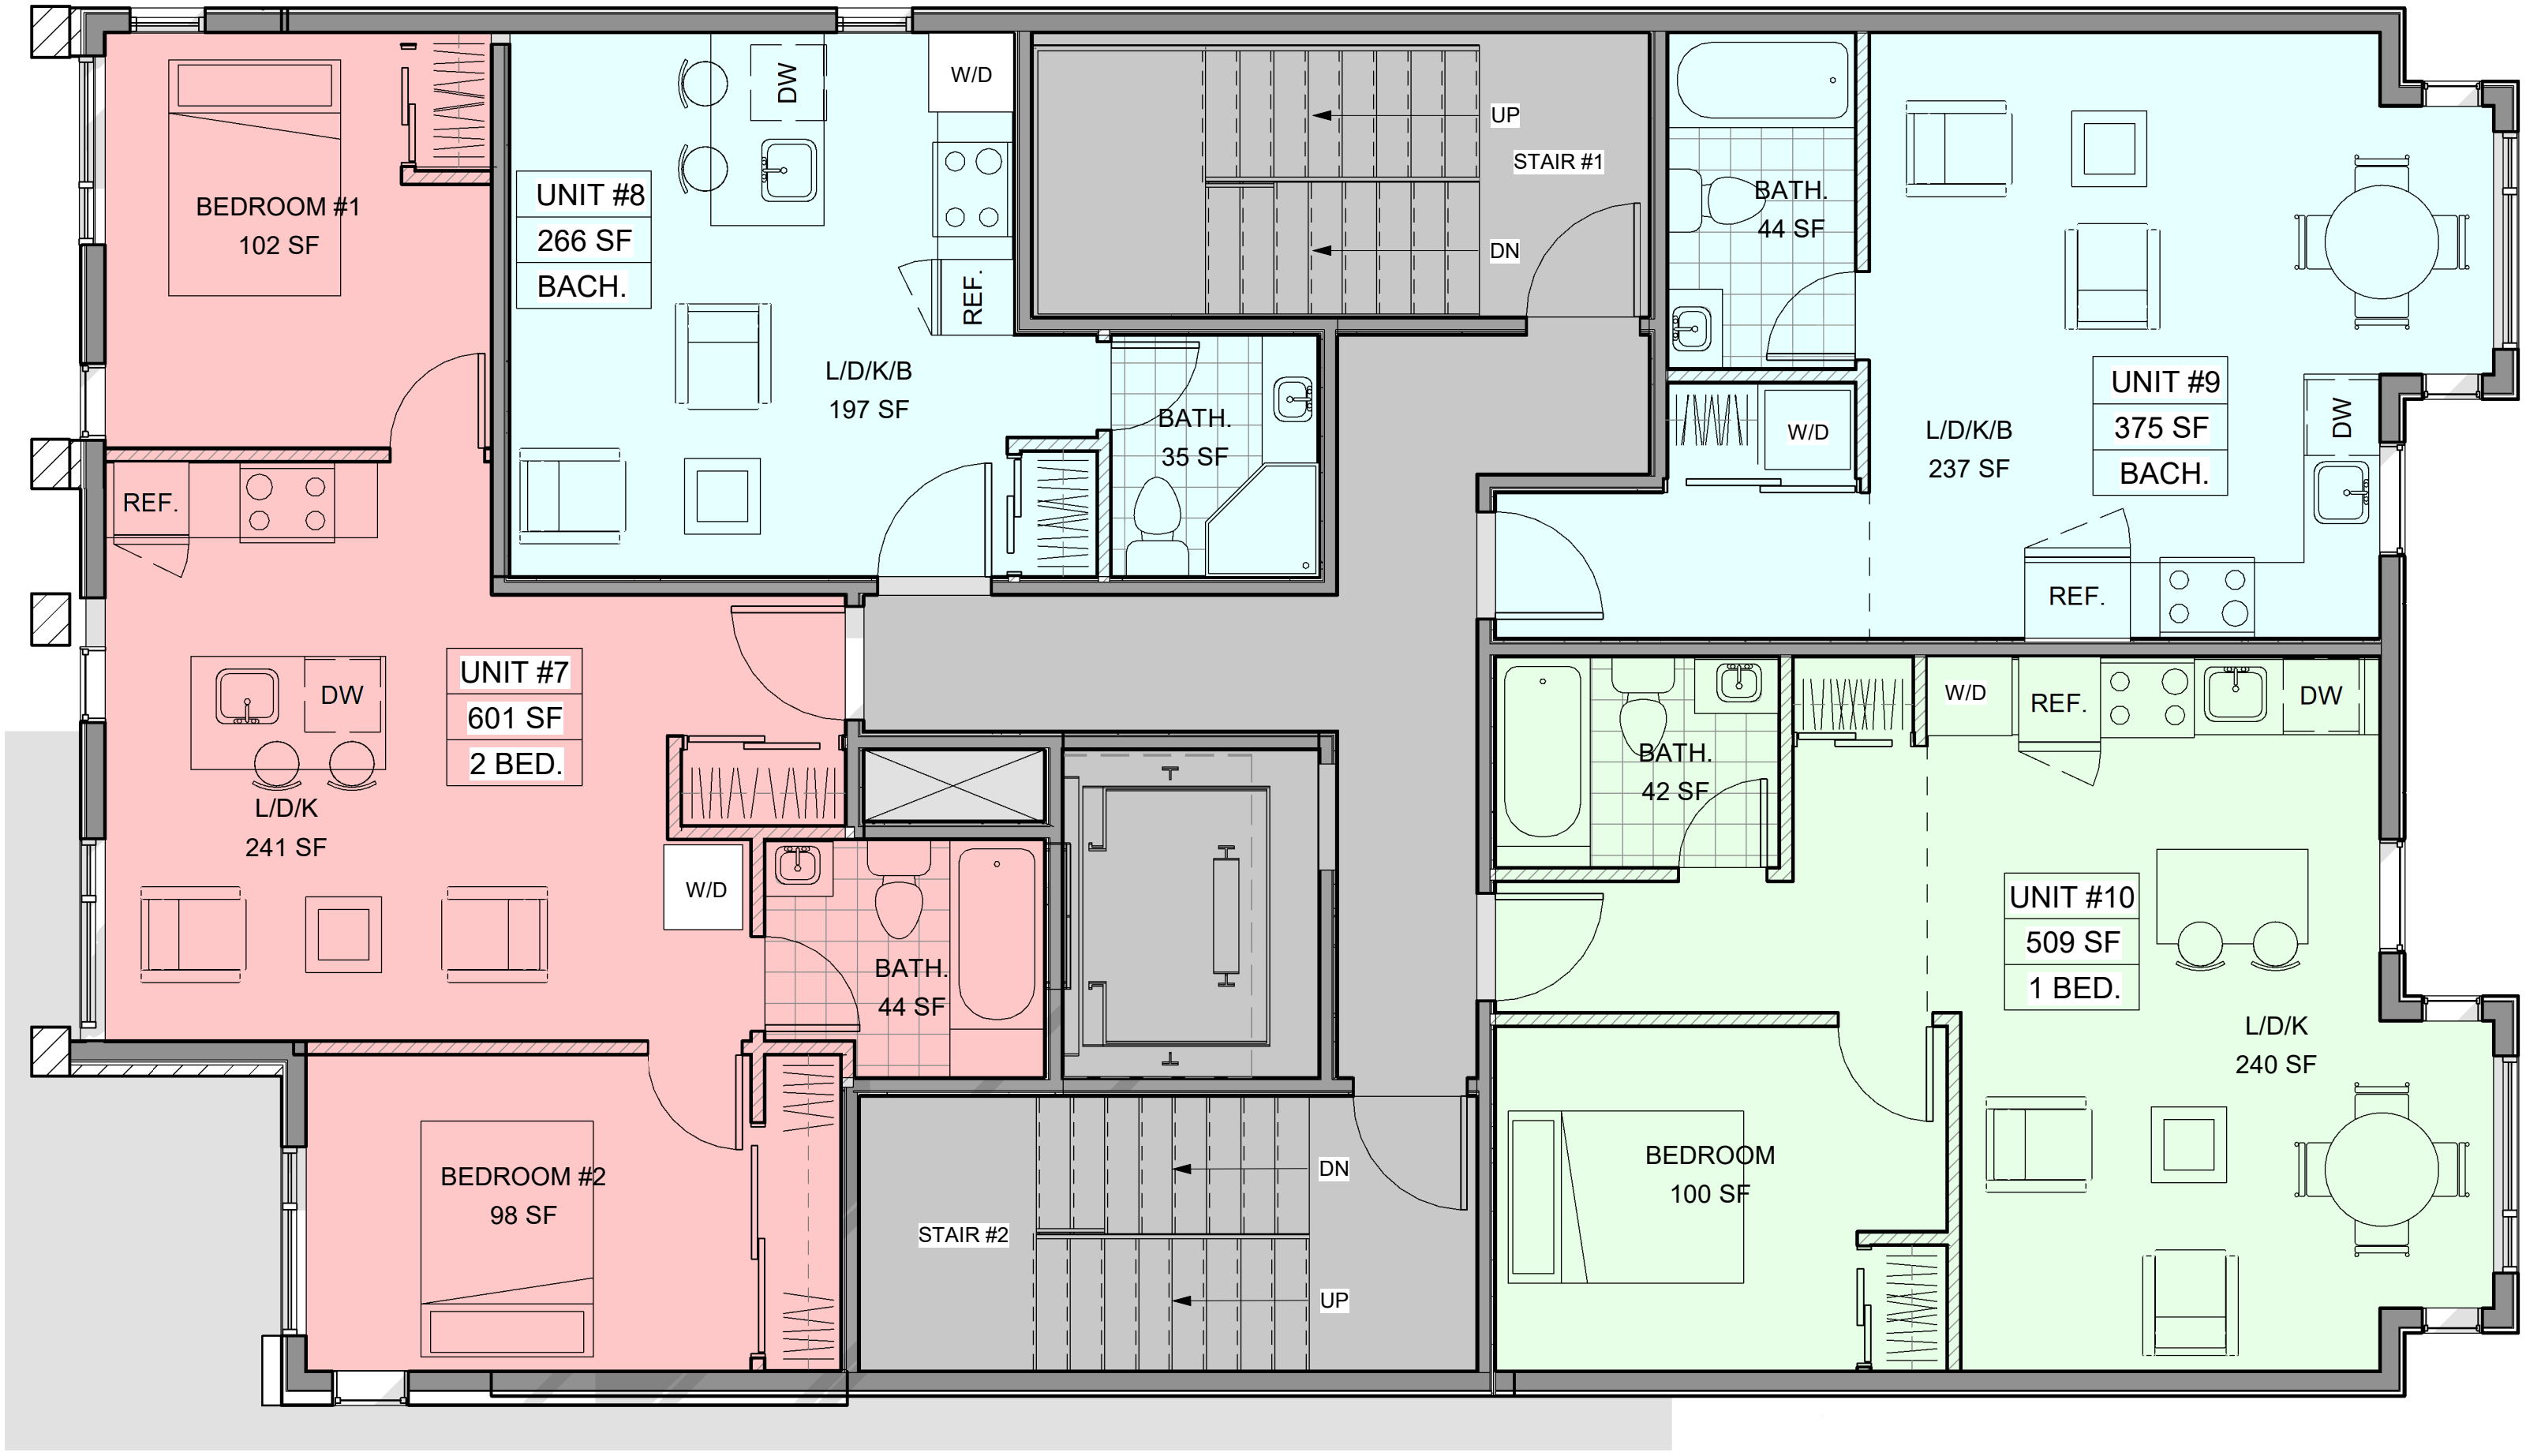 BEDROOM #1
102 SF
REF.
UNIT #7
601 SF
2 BED.
DW
L/D/K
241 SF
W/D
BATH.
44 SF
BEDROOM #2
98 SF
UNIT #8
266 SF
BACH.
DW
W/D
REF.
L/D/K/B
197 SF
BATH.
35 SF
UP
STAIR #1
DN
BATH.
44 SF
W/D
L/D/K/B
237 SF
UNIT #9
375 SF
BACH.
DW
REF.
BATH.
42 SF
W/D
REF.
DW
UNIT #10
509 SF
1 BED.
L/D/K
240 SF
BEDROOM
100 SF
DN
STAIR #2
UP